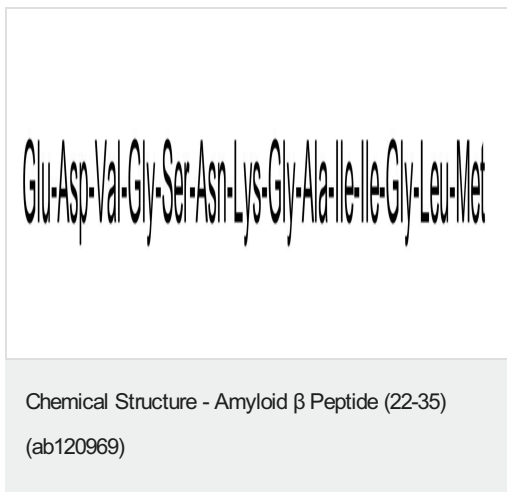 Glu-Asp-Val-Gly-Ser-Asn-Lys-Gly-Ala-Ile-Ile-Gly-Leu-Met
Chemical Structure - Amyloid β Peptide (22-35)
(ab120969)